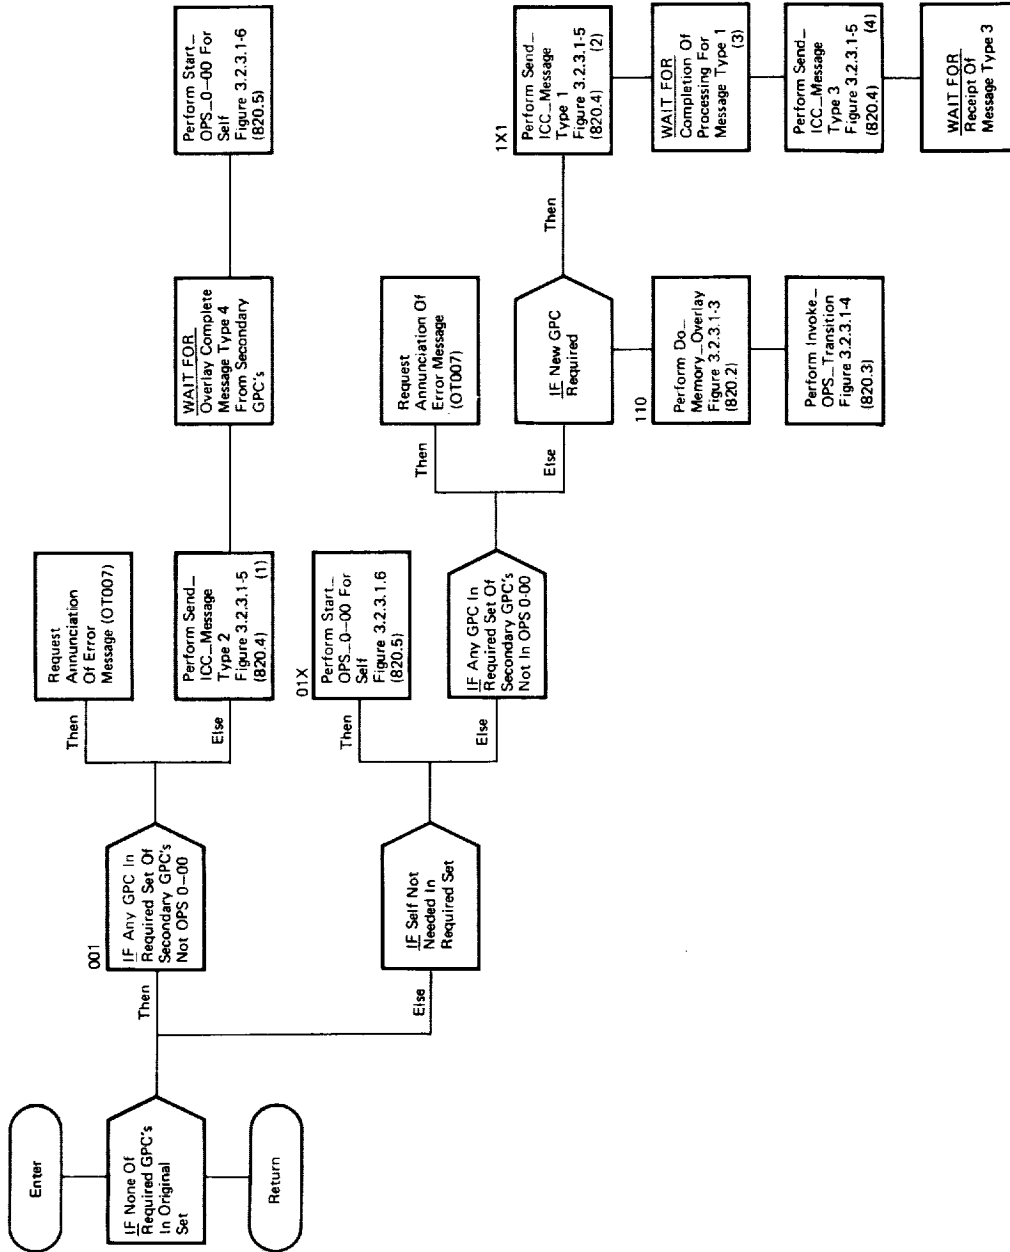 Enter
IF None Of
Required GPC's
In Original
Set
Return
Then
Else
001
IF Any GPC In
Required Set Of
Secondary GPC's
Not OPS 0–00
Then
Else
Request
Annunciation
Of Error
Message (OT007)
Perform Send_
ICC_Message
Type 2
Figure 3.2.3.1-5
(820.4) (1)
WAIT FOR
Overlay Complete
Message Type 4
From Secondary
GPC's
Perform Start_
OPS_0–00 For
Self
Figure 3.2.3.1-6
(820.5)
IF Self Not
Needed In
Required Set
Then
Else
01X
Perform Start_
OPS_0–00 For
Self
Figure 3.2.3.1.6
(820.5)
IF Any GPC In
Required Set Of
Secondary GPC's
Not In OPS 0-00
Then
Else
Request
Annunciation Of
Error Message
(OT007)
IF New GPC
Required
Then
110
Perform Do_
Memory_Overlay
Figure 3.2.3.1-3
(820.2)
Perform Invoke_
OPS_Transition
Figure 3.2.3.1-4
(820.3)
1X1
Perform Send_
ICC_Message
Type 1
Figure 3.2.3.1-5
(820.4) (2)
WAIT FOR
Completion Of
Processing For
Message Type 1
(3)
Perform Send_
ICC_Message
Type 3
Figure 3.2.3.1-5
(820.4) (4)
WAIT FOR
Receipt Of
Message Type 3